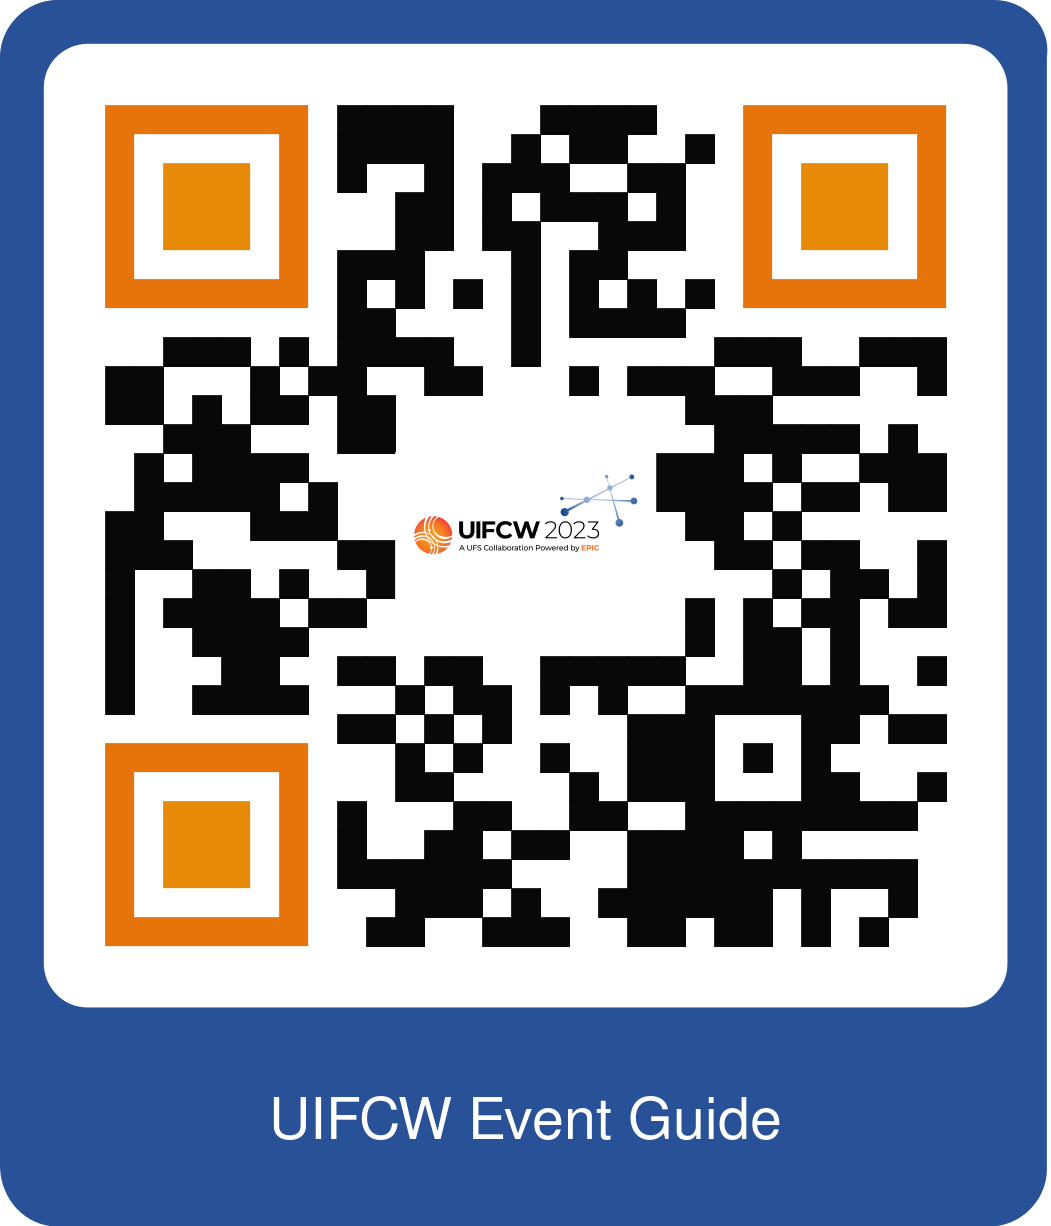 UIFCW 2023
A UFS Collaboration Powered by EPIC
UIFCW Event Guide